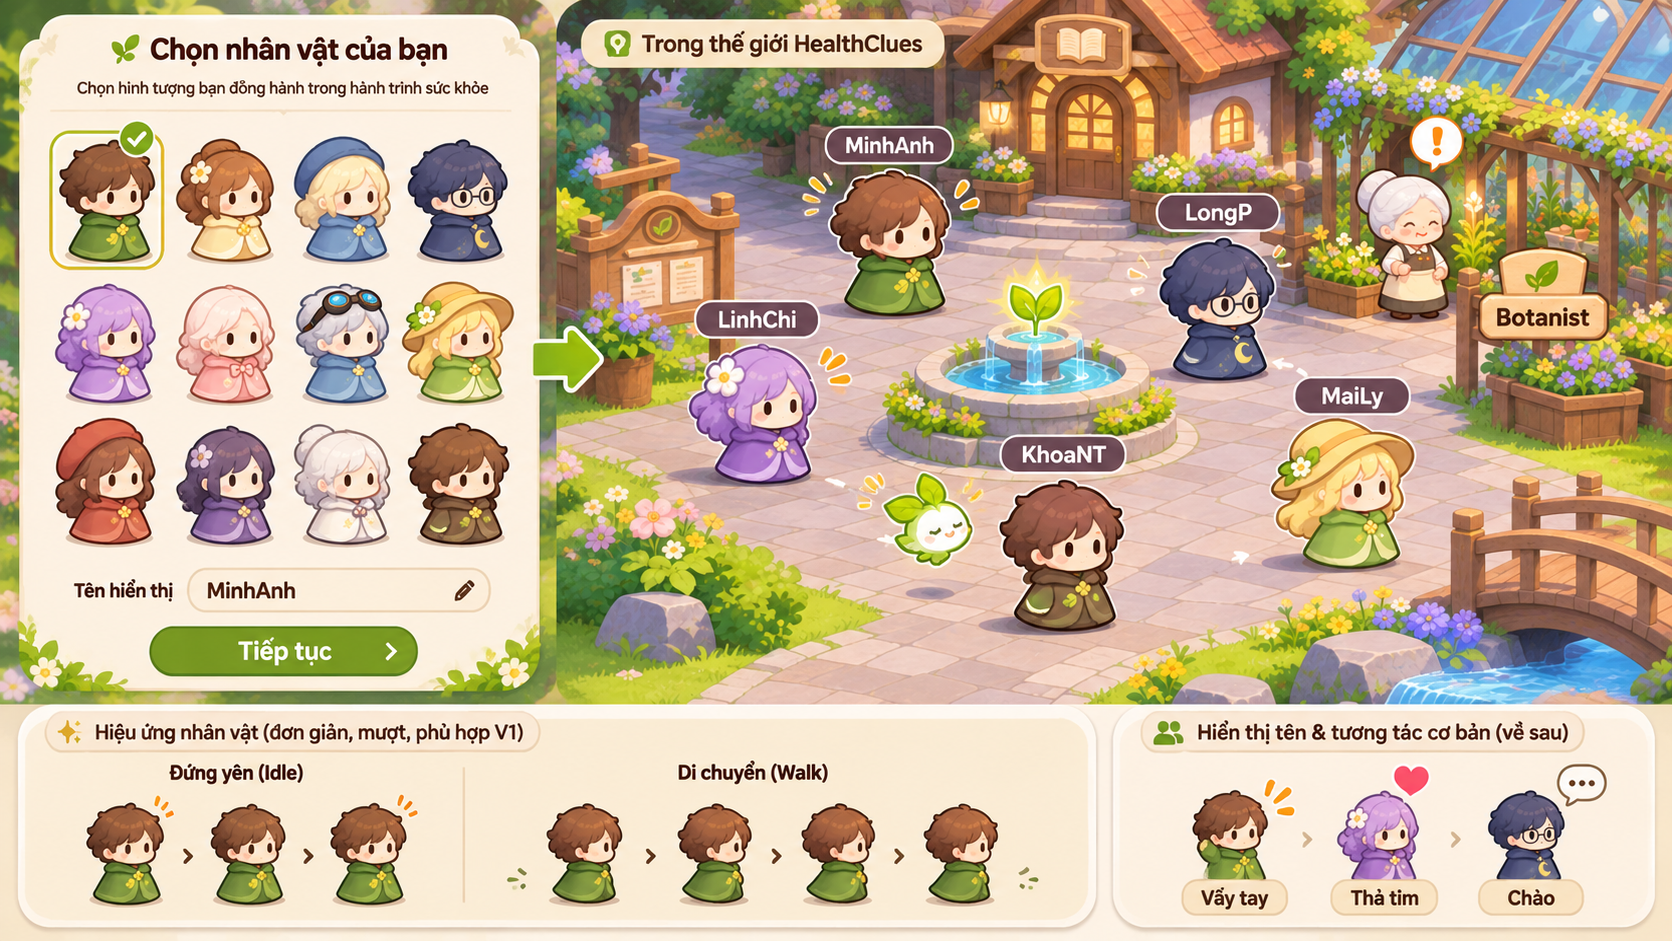 Chọn nhân vật của bạn
Chọn hình tượng bạn đồng hành trong hành trình sức khỏe
Tên hiển thị
MinhAnh
Tiếp tục
Trong thế giới HealthClues
MinhAnh
LongP
LinhChi
Botanist
MaiLy
KhoaNT
Hiệu ứng nhân vật (đơn giản, mượt, phù hợp V1)
Đứng yên (Idle)
Di chuyển (Walk)
Hiển thị tên & tương tác cơ bản (về sau)
Vẩy tay
Thả tim
Chào